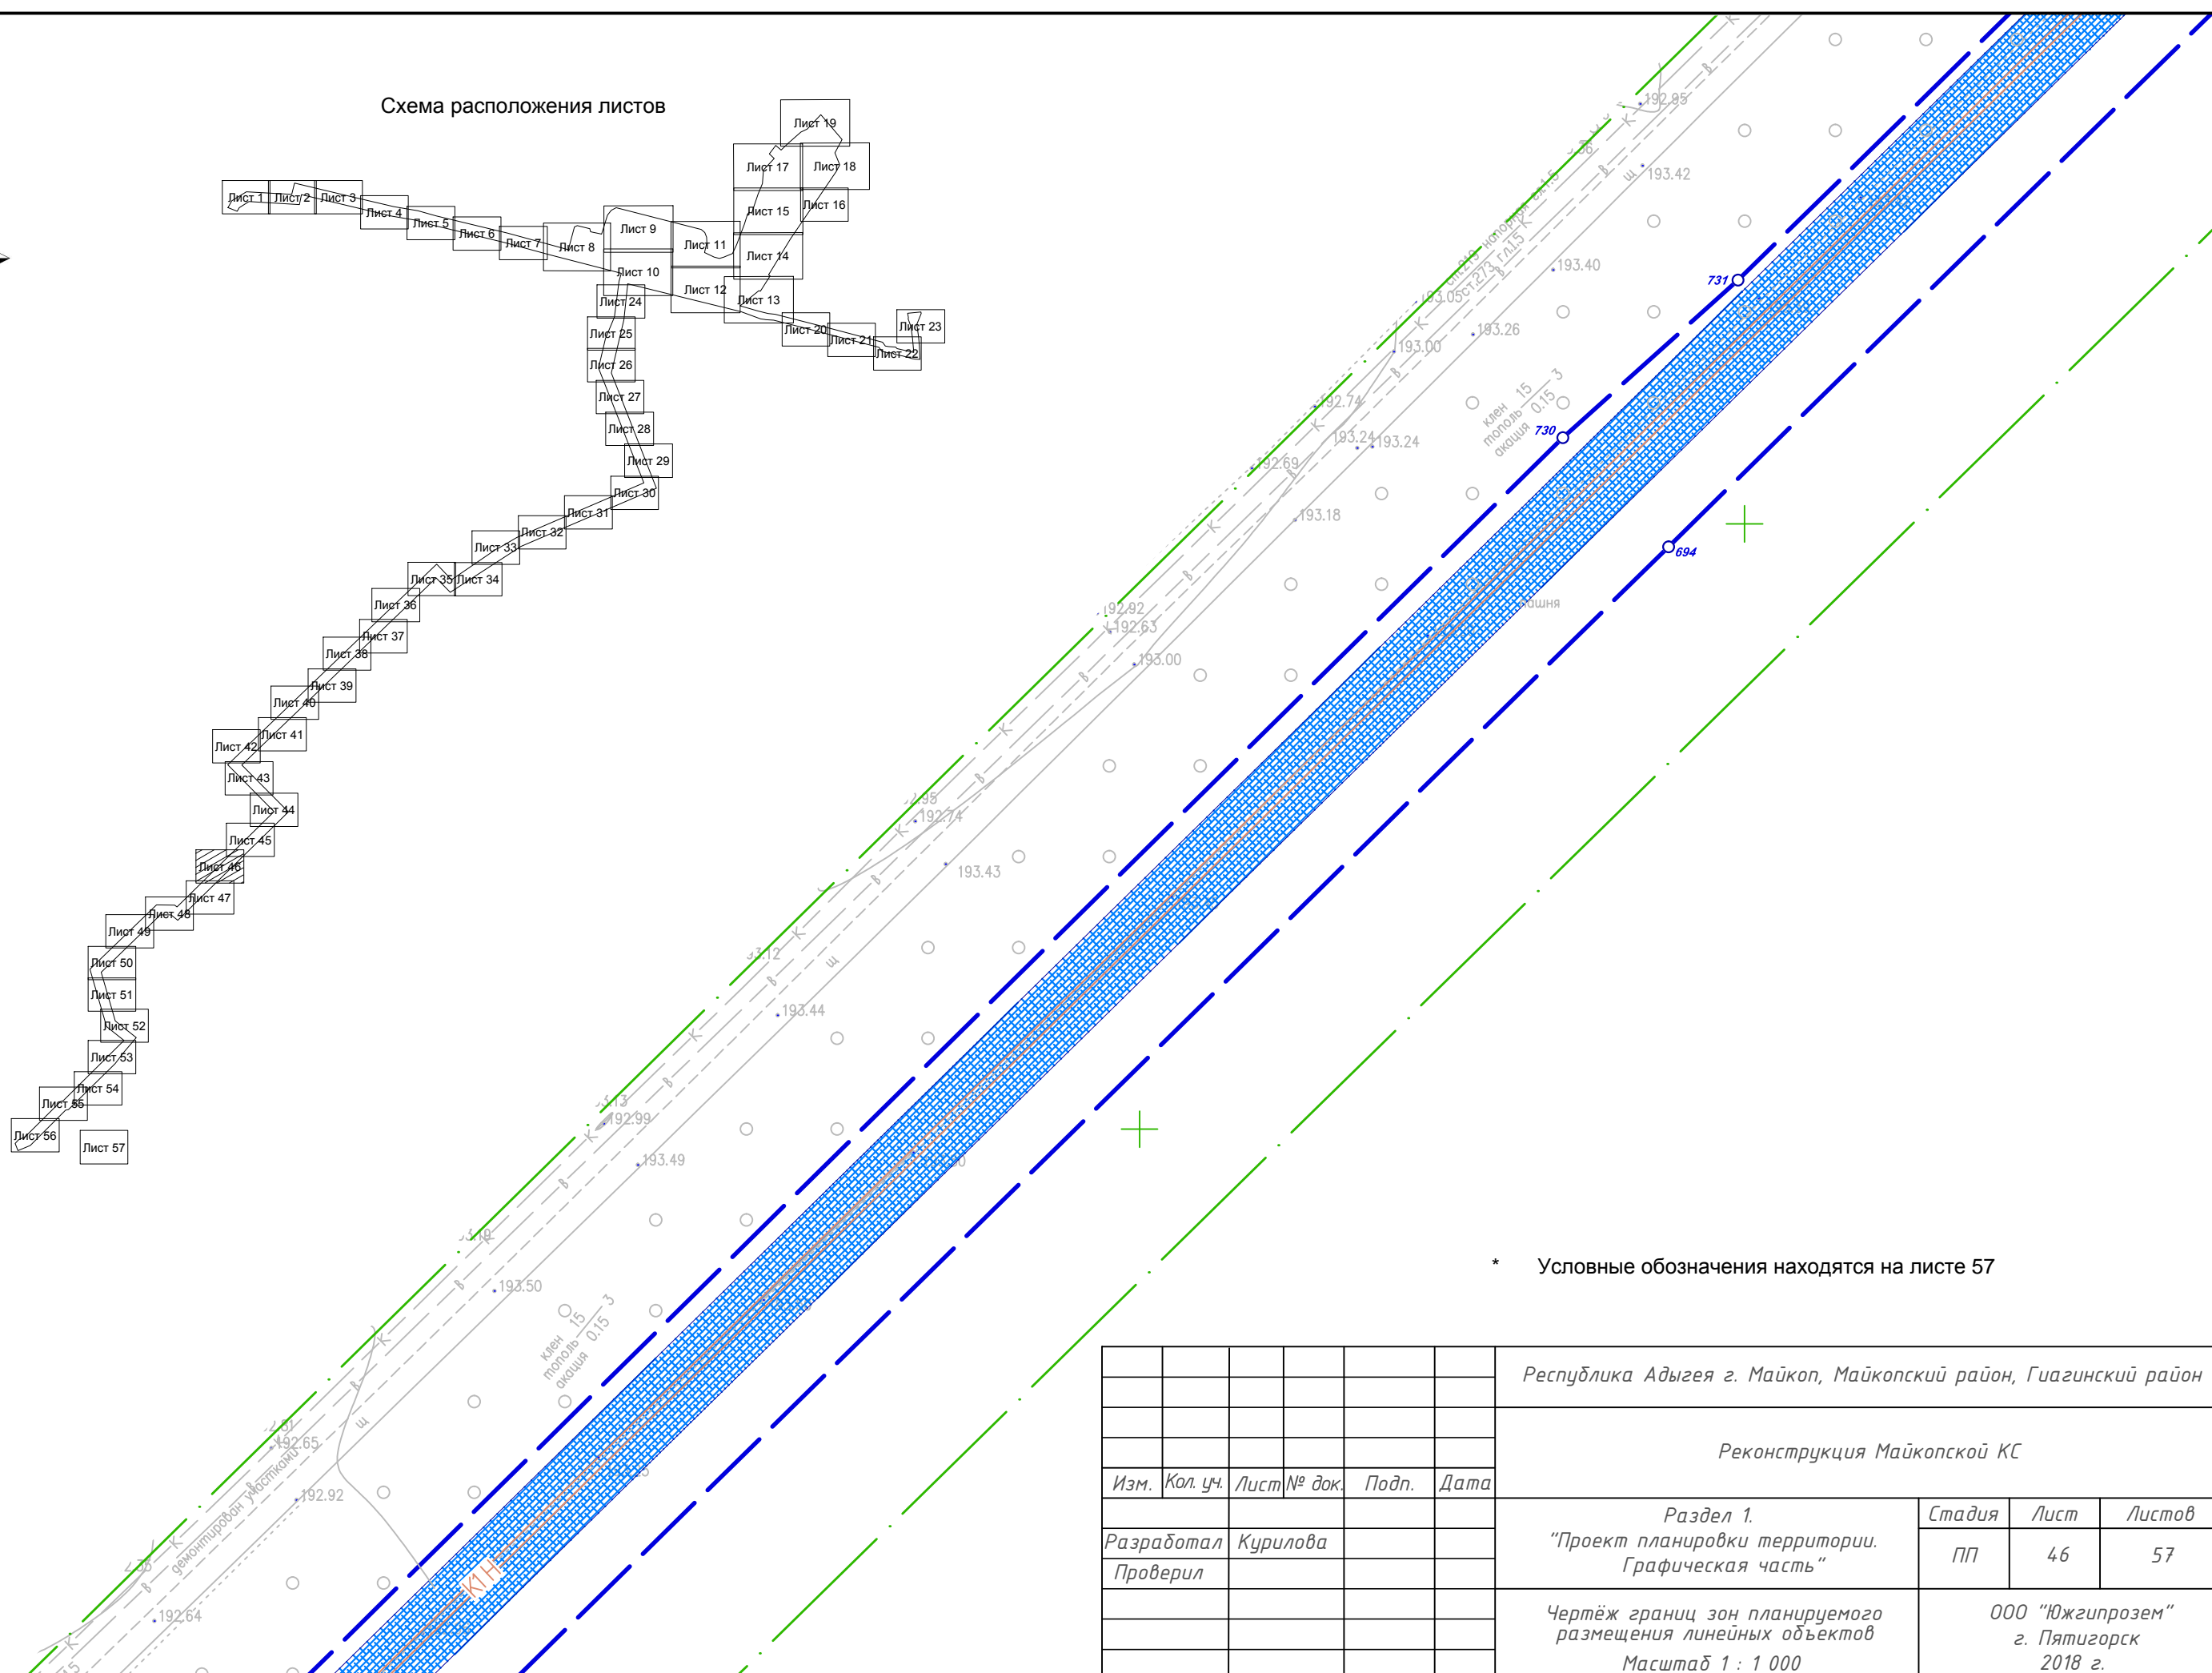 Схема расположения листов
Лист 19
Лист 17
Лист 18
Лист 1
Лист 2
Лист 3
Лист 4
Лист 5
Лист 6
Лист 7
Лист 8
Лист 9
Лист 11
Лист 15
Лист 16
Лист 14
Лист 10
Лист 12
Лист 13
Лист 24
Лист 20
Лист 21
Лист 22
Лист 23
Лист 25
Лист 26
Лист 27
Лист 28
Лист 29
Лист 30
Лист 31
Лист 32
Лист 33
Лист 34
Лист 35
Лист 36
Лист 37
Лист 38
Лист 39
Лист 40
Лист 41
Лист 42
Лист 43
Лист 44
Лист 45
Лист 46
Лист 47
Лист 48
Лист 49
Лист 50
Лист 51
Лист 52
Лист 53
Лист 54
Лист 55
Лист 56
Лист 57
192.95
193.42
193.40
193.05
193.26
193.00
731
192.74
клен 15 3
тополь 0.15
акация
730
193.24
193.24
192.69
193.18
694
пашня
192.92
192.63
193.00
192.74
193.43
193.44
192.99
193.49
193.50
клен 15 3
тополь 0.15
акация
192.65
192.92
демонтирован участками
192.64
К1Н
* Условные обозначения находятся на листе 57
Республика Адыгея г. Майкоп, Майкопский район, Гиагинский район
Реконструкция Майкопской КС
Изм. Кол. уч. Лист № док. Подп. Дата
Разработал Курилова
Проверил
Раздел 1.
"Проект планировки территории.
Графическая часть"
Стадия Лист Листов
ПП 46 57
Чертёж границ зон планируемого
размещения линейных объектов
Масштаб 1 : 1 000
ООО "Южгипрозем"
г. Пятигорск
2018 г.